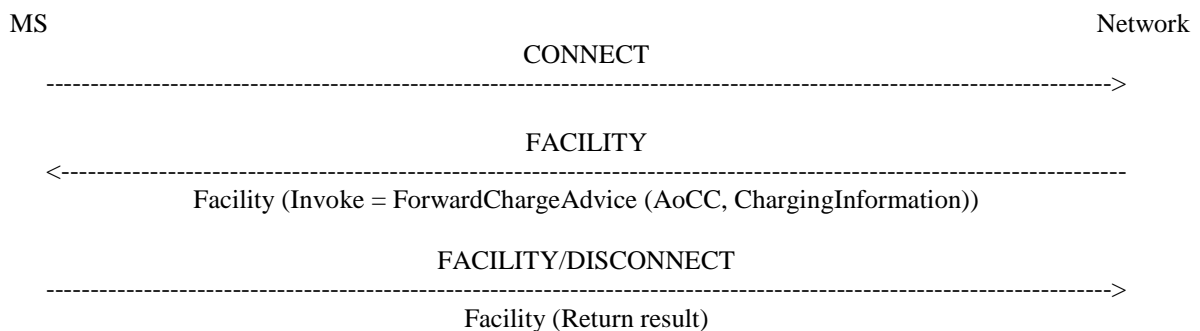 MS Network
CONNECT
------------------------------------------------------------------------------------------------------------------------>
FACILITY
<------------------------------------------------------------------------------------------------------------------------
Facility (Invoke = ForwardChargeAdvice (AoCC, ChargingInformation))
FACILITY/DISCONNECT
------------------------------------------------------------------------------------------------------------------------>
Facility (Return result)